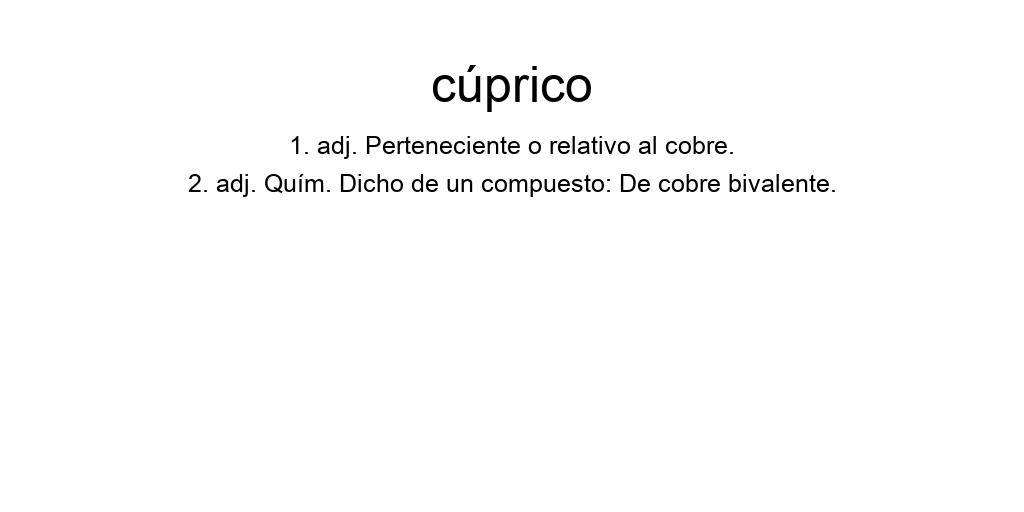 cúprico
1. adj. Perteneciente o relativo al cobre.
2. adj. Quím. Dicho de un compuesto: De cobre bivalente.